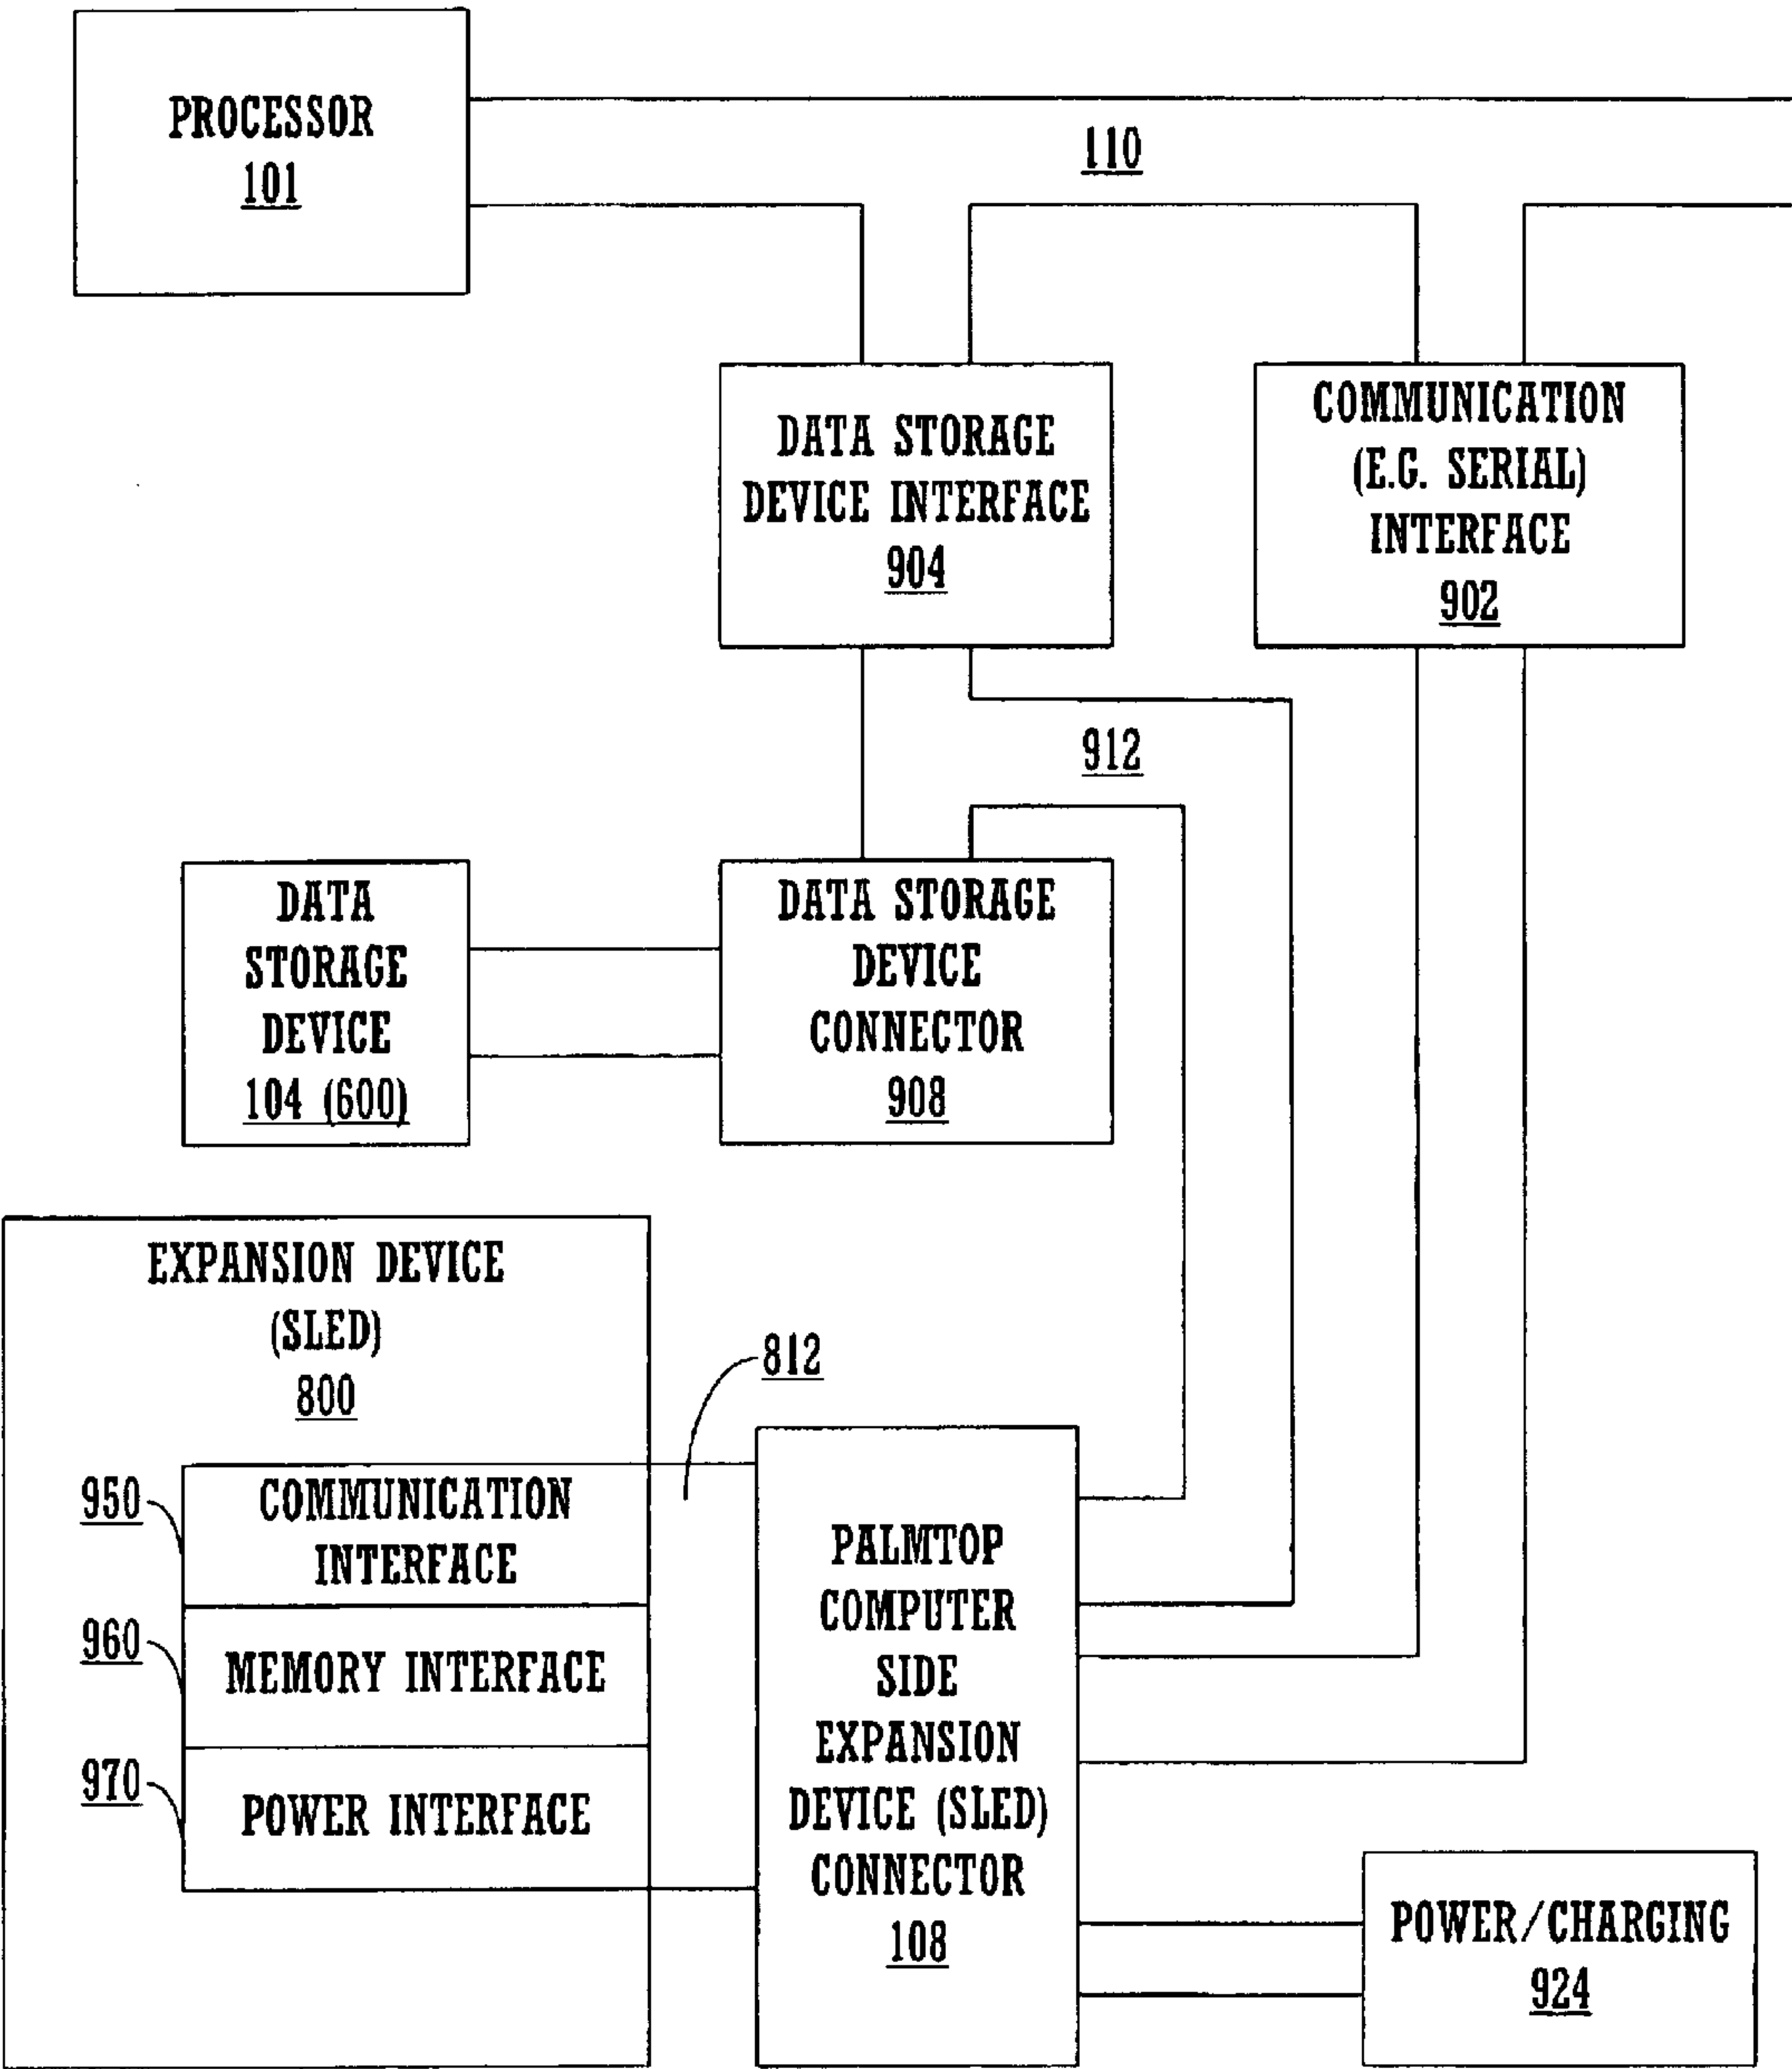 PROCESSOR
101
110
DATA STORAGE
DEVICE INTERFACE
904
COMMUNICATION
(E.G. SERIAL)
INTERFACE
902
912
DATA
STORAGE
DEVICE
104 (600)
DATA STORAGE
DEVICE
CONNECTOR
908
EXPANSION DEVICE
(SLED)
800
812
950
COMMUNICATION
INTERFACE
960
MEMORY INTERFACE
970
POWER INTERFACE
PALMTOP
COMPUTER
SIDE
EXPANSION
DEVICE (SLED)
CONNECTOR
108
POWER/CHARGING
924